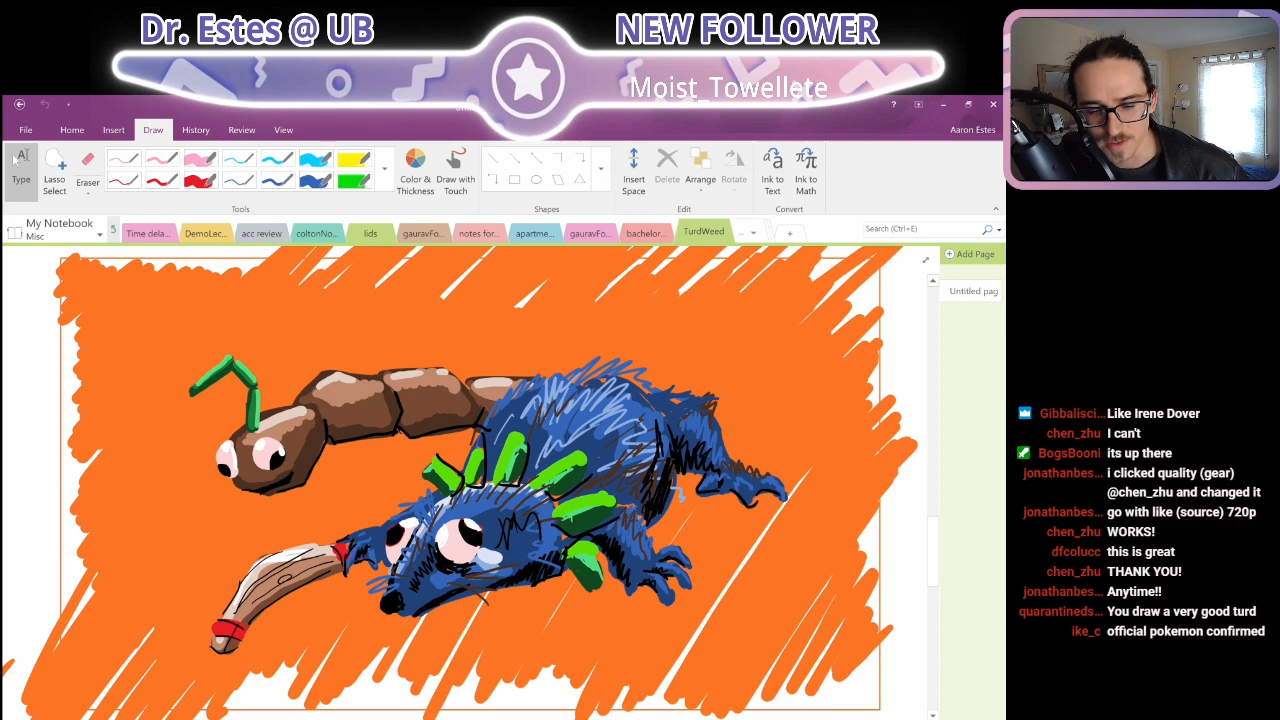 Dr. Estes @ UB
NEW FOLLOWER
Moist_Towellete
File
Home
Insert
Draw
History
Review
View
Aaron Estes
Type
Lasso
Select
Eraser
Color &
Thickness
Draw with
Touch
Insert
Space
Delete
Arrange
Rotate
Ink to
Text
Ink to
Math
Tools
Shapes
Edit
Convert
My Notebook
Misc
5
Time dela...
DemoLec...
acc review
coltonNo...
lids
gauravFo...
notes for...
apartme...
gauravFo...
bachelor...
TurdWeed
...
Search (Ctrl+E)
Add Page
Untitled pag
Gibbalisci... Like Irene Dover
chen_zhu I can't
BogsBooni its up there
jonathanbes... i clicked quality (gear)
@chen_zhu and changed it
jonathanbes... go with like (source) 720p
chen_zhu WORKS!
dfcolucc this is great
chen_zhu THANK YOU!
jonathanbes... Anytime!!
quarantineds... You draw a very good turd
ike_c official pokemon confirmed